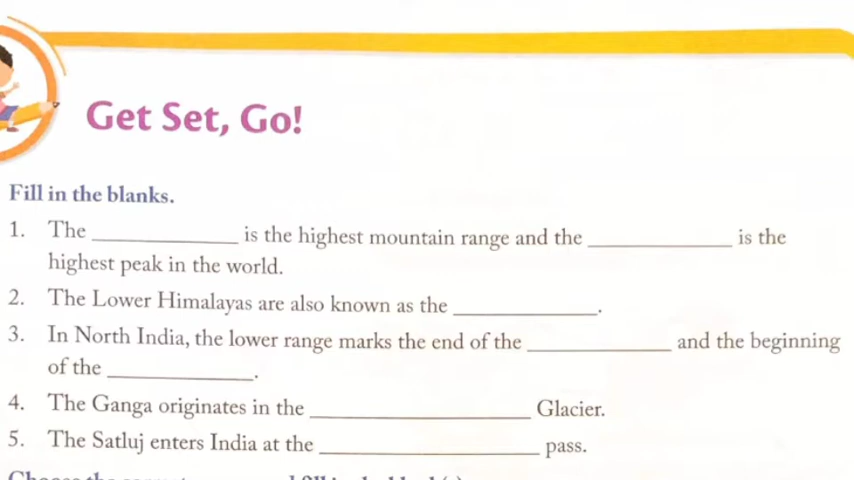 Get Set, Go!
Fill in the blanks.
1. The ____________ is the highest mountain range and the ____________ is the
highest peak in the world.
2. The Lower Himalayas are also known as the ____________.
3. In North India, the lower range marks the end of the ____________ and the beginning
of the ____________.
4. The Ganga originates in the __________________ Glacier.
5. The Satluj enters India at the __________________ pass.